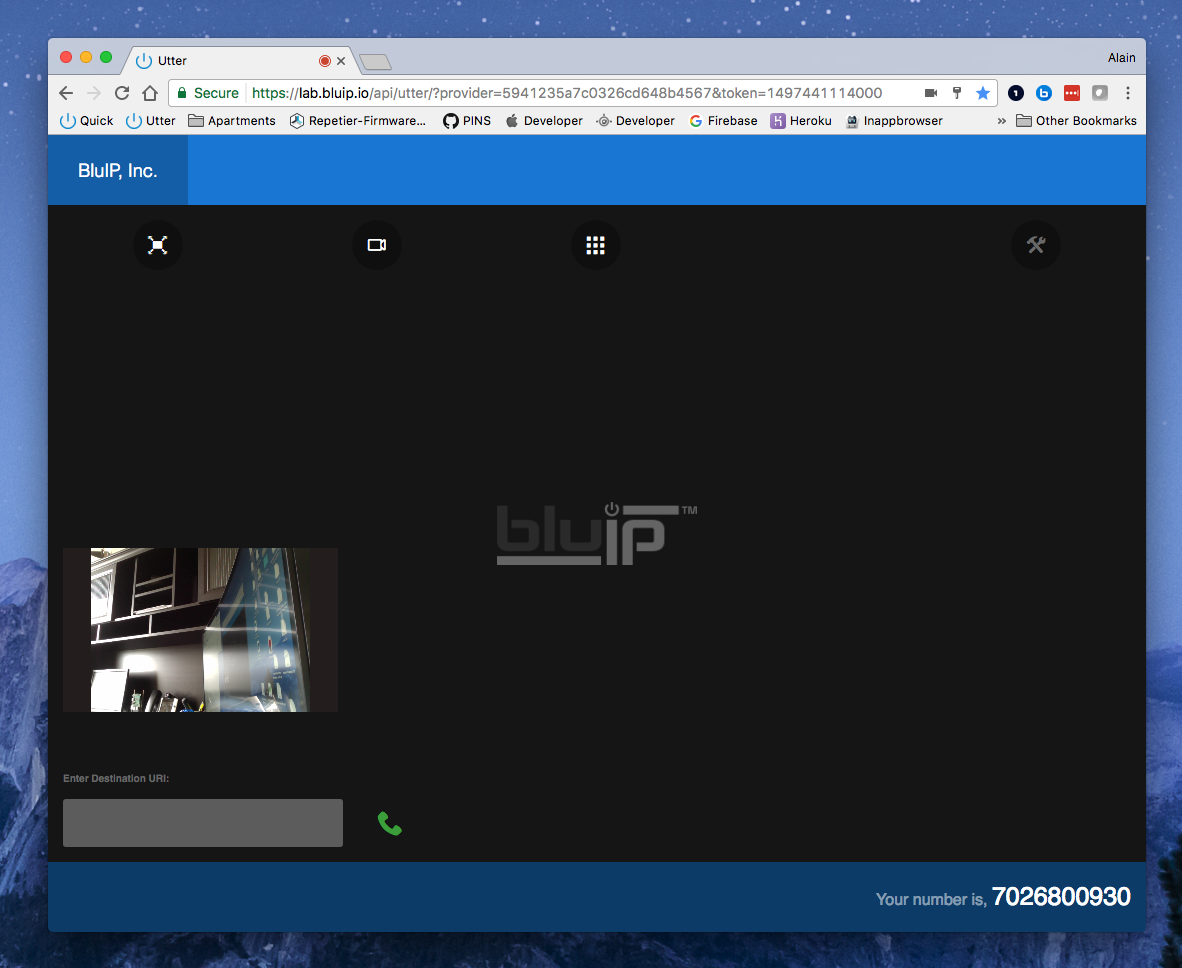 Utter
Alain
Secure https://lab.bluip.io/api/utter/?provider=5941235a7c0326cd648b4567&token=1497441114000
Quick Utter Apartments Repetier-Firmware... PINS Developer Developer Firebase Heroku Inappbrowser » Other Bookmarks
BluIP, Inc.
bluip™
Enter Destination URI:
Your number is, 7026800930